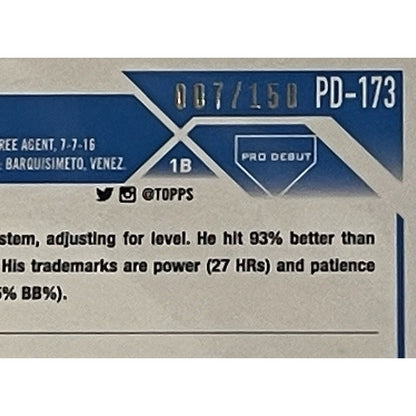 007/150 PD-173
REE AGENT, 7-7-16
BARQUISIMETO, VENEZ.
1B
PRO DEBUT
@TOPPS
stem, adjusting for level. He hit 93% better than
His trademarks are power (27 HRs) and patience
% BB%).